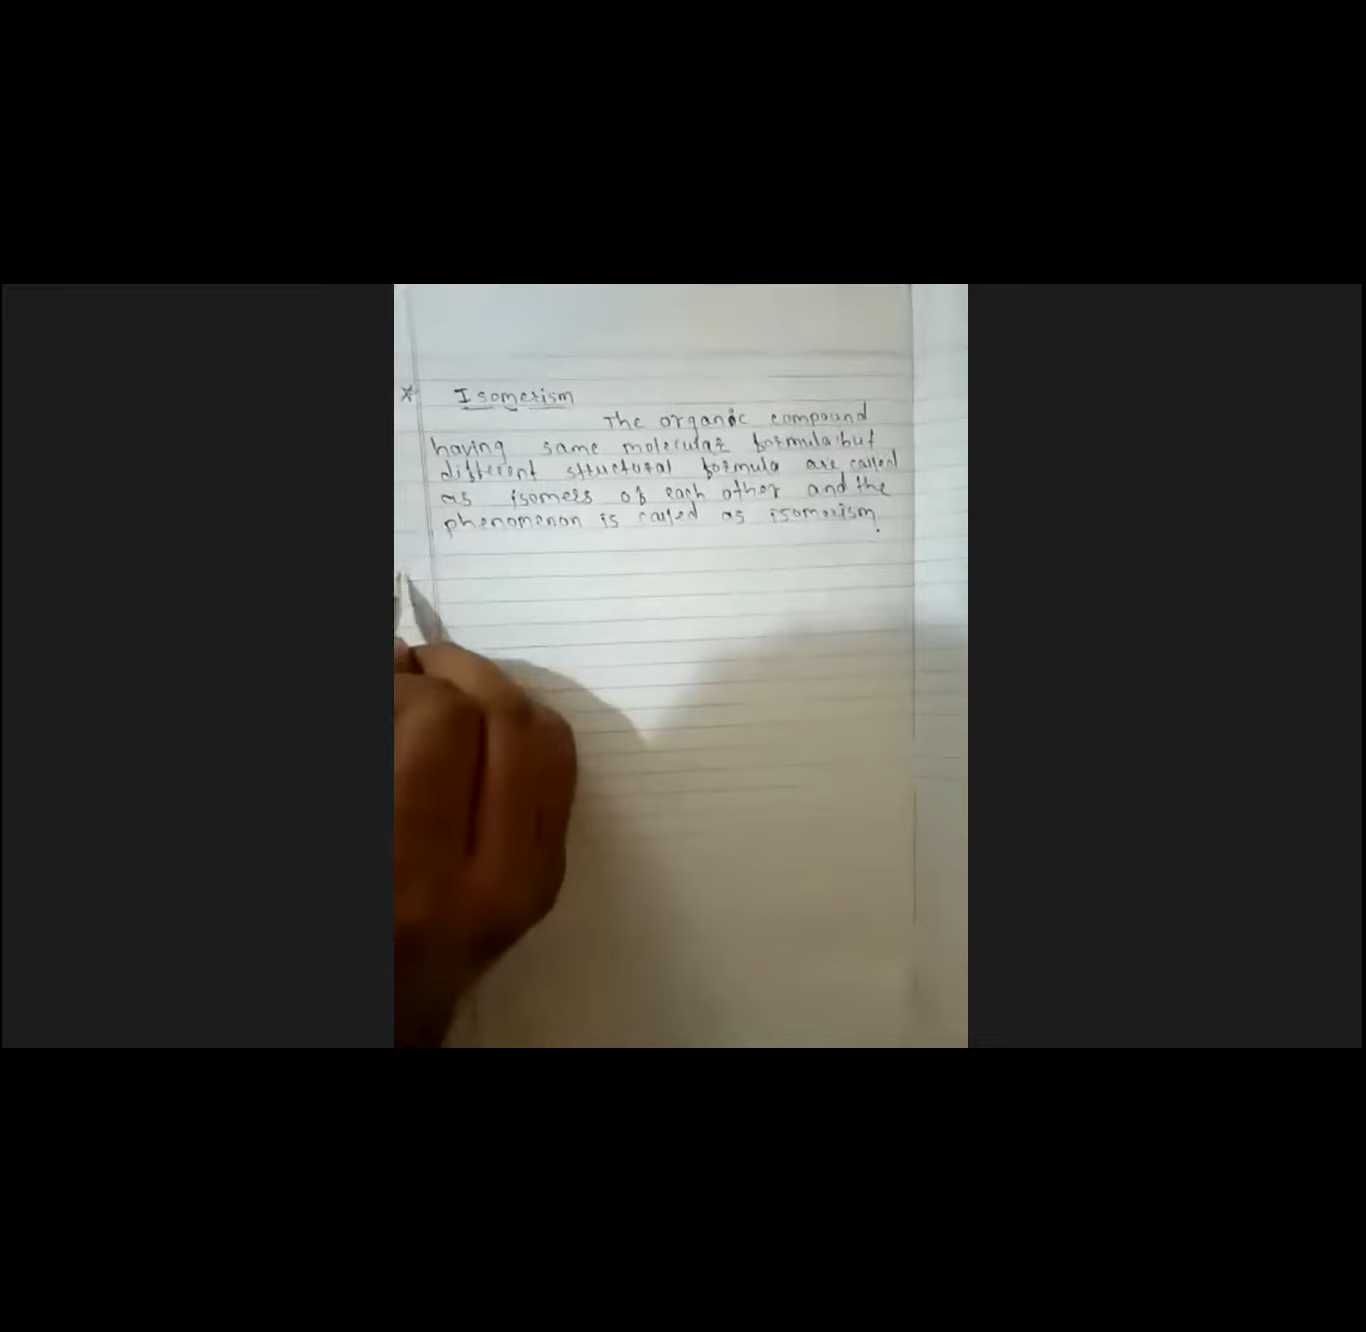 * Isomerism
The organic compound
having same molecular formula but
different structural formula are called
as isomers of each other and the
phenomenon is called as isomerism.